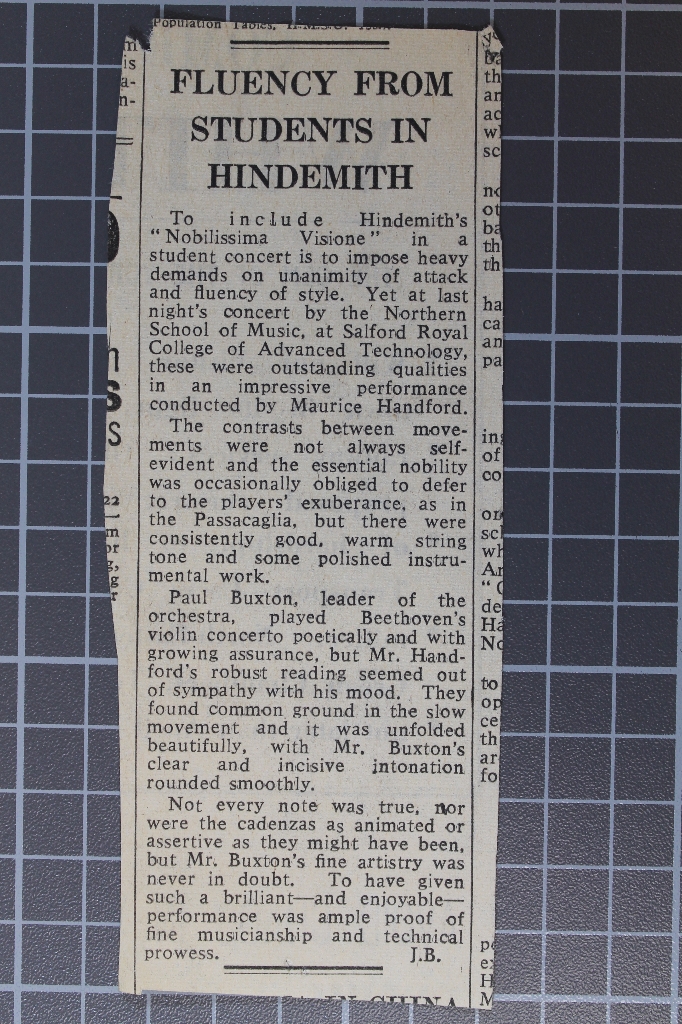 Population Tables, H.M.S.O.
FLUENCY FROM
STUDENTS IN
HINDEMITH
To include Hindemith's
"Nobilissima Visione" in a
student concert is to impose heavy
demands on unanimity of attack
and fluency of style. Yet at last
night's concert by the Northern
School of Music, at Salford Royal
College of Advanced Technology,
these were outstanding qualities
in an impressive performance
conducted by Maurice Handford.
The contrasts between move-
ments were not always self-
evident and the essential nobility
was occasionally obliged to defer
to the players' exuberance, as in
the Passacaglia, but there were
consistently good, warm string
tone and some polished instru-
mental work.
Paul Buxton, leader of the
orchestra, played Beethoven's
violin concerto poetically and with
growing assurance, but Mr. Hand-
ford's robust reading seemed out
of sympathy with his mood. They
found common ground in the slow
movement and it was unfolded
beautifully, with Mr. Buxton's
clear and incisive intonation
rounded smoothly.
Not every note was true, nor
were the cadenzas as animated or
assertive as they might have been,
but Mr. Buxton's fine artistry was
never in doubt. To have given
such a brilliant—and enjoyable—
performance was ample proof of
fine musicianship and technical
prowess. J.B.
IN CHINA